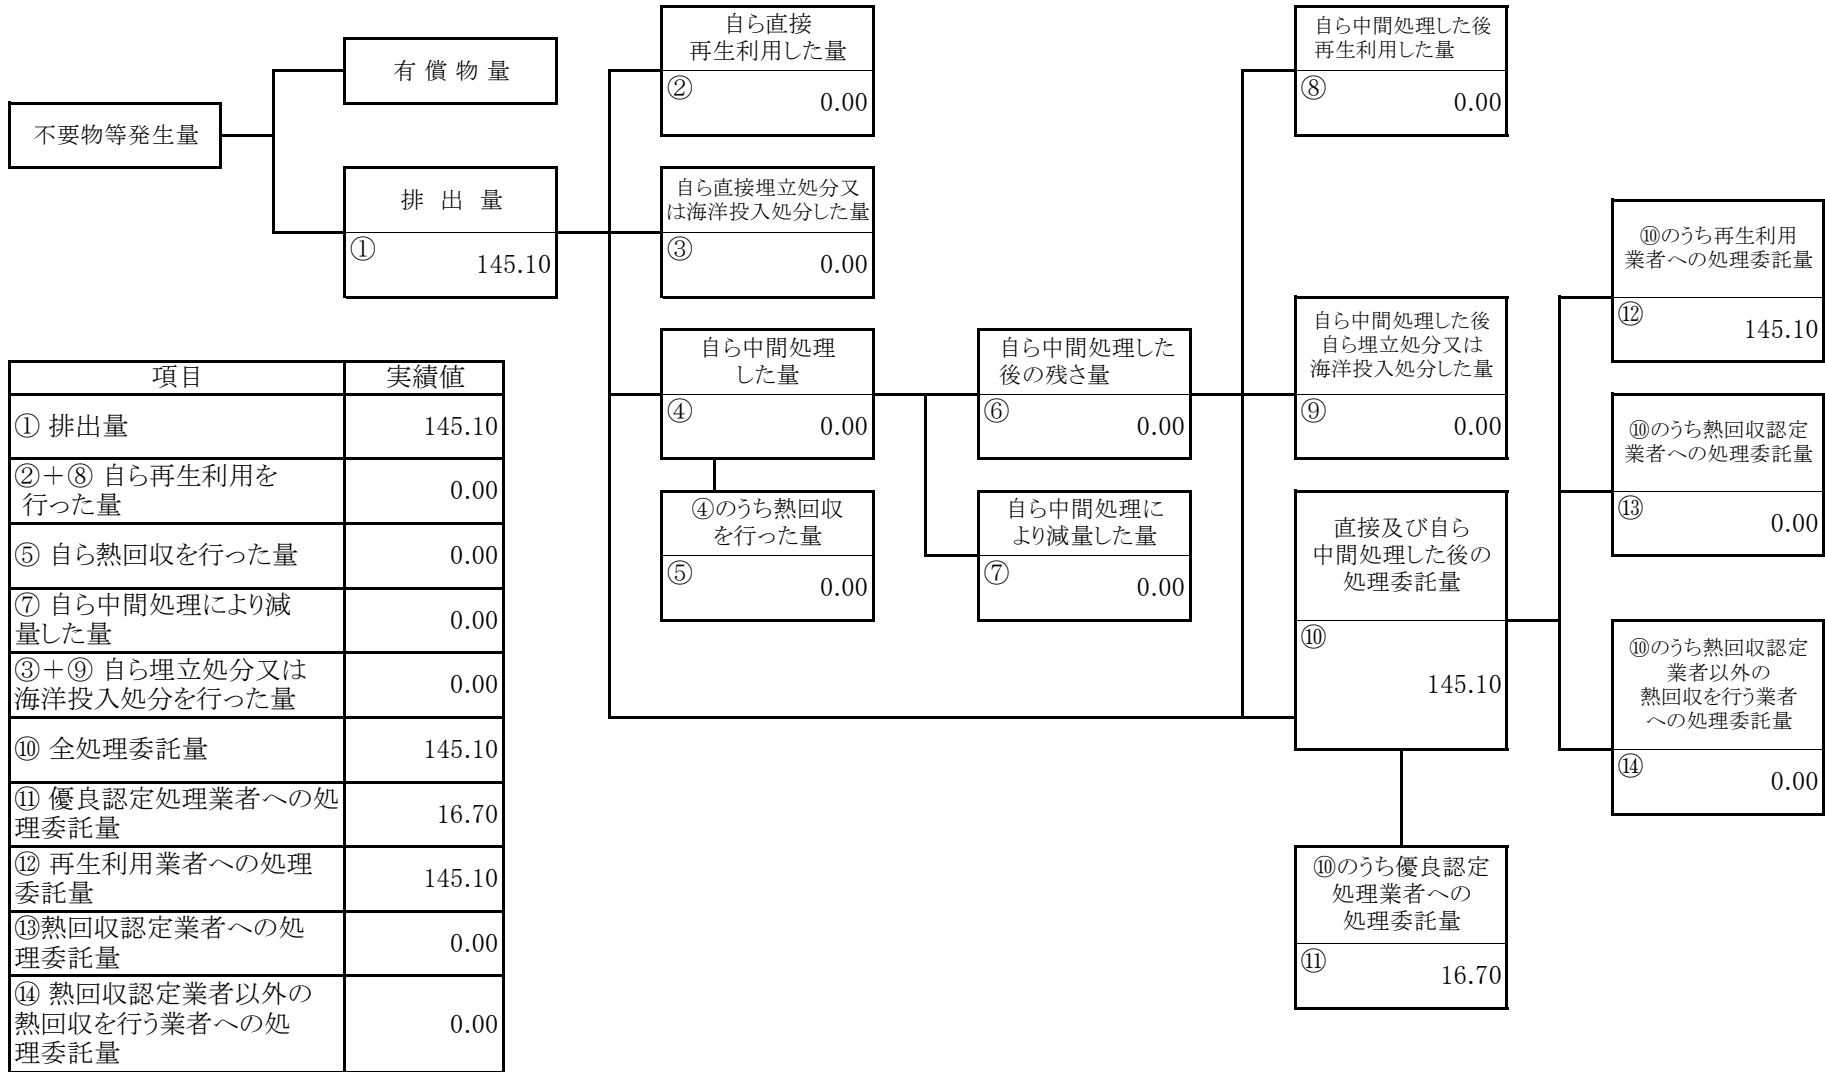 不要物等発生量
有 償 物 量
排 出 量
①
145.10
自ら直接
再生利用した量
②
0.00
自ら直接埋立処分又
は海洋投入処分した量
③
0.00
自ら中間処理
した量
④
0.00
④のうち熱回収
を行った量
⑤
0.00
自ら中間処理した
後の残さ量
⑥
0.00
自ら中間処理に
より減量した量
⑦
0.00
自ら中間処理した後
再生利用した量
⑧
0.00
自ら中間処理した後
自ら埋立処分又は
海洋投入処分した量
⑨
0.00
直接及び自ら
中間処理した後の
処理委託量
⑩
145.10
⑩のうち優良認定
処理業者への
処理委託量
⑪
16.70
⑩のうち再生利用
業者への処理委託量
⑫
145.10
⑩のうち熱回収認定
業者への処理委託量
⑬
0.00
⑩のうち熱回収認定
業者以外の
熱回収を行う業者
への処理委託量
⑭
0.00
項目 実績値
① 排出量 145.10
②＋⑧ 自ら再生利用を
行った量 0.00
⑤ 自ら熱回収を行った量 0.00
⑦ 自ら中間処理により減
量した量 0.00
③＋⑨ 自ら埋立処分又は
海洋投入処分を行った量 0.00
⑩ 全処理委託量 145.10
⑪ 優良認定処理業者への処
理委託量 16.70
⑫ 再生利用業者への処理
委託量 145.10
⑬熱回収認定業者への処
理委託量 0.00
⑭ 熱回収認定業者以外の
熱回収を行う業者への処
理委託量 0.00